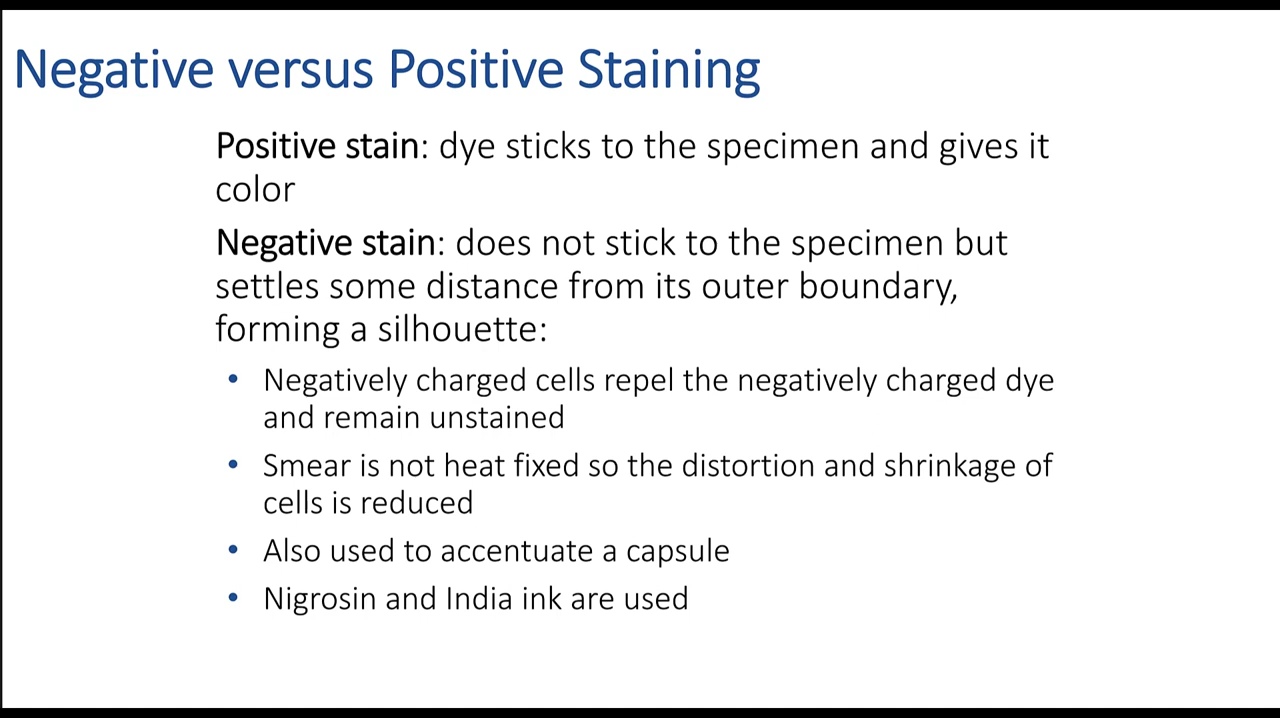 Negative versus Positive Staining
Positive stain: dye sticks to the specimen and gives it
color
Negative stain: does not stick to the specimen but
settles some distance from its outer boundary,
forming a silhouette:
• Negatively charged cells repel the negatively charged dye
and remain unstained
• Smear is not heat fixed so the distortion and shrinkage of
cells is reduced
• Also used to accentuate a capsule
• Nigrosin and India ink are used